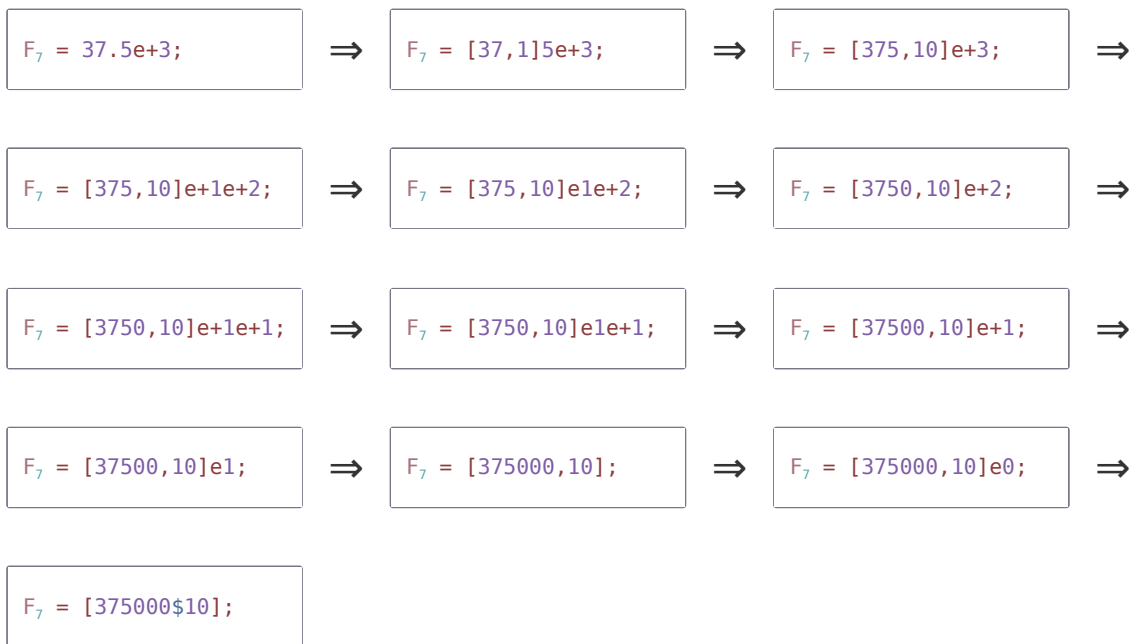 F₇ = 37.5e+3; ⇒ F₇ = [37,1]5e+3; ⇒ F₇ = [375,10]e+3; ⇒
F₇ = [375,10]e+1e+2; ⇒ F₇ = [375,10]e1e+2; ⇒ F₇ = [3750,10]e+2; ⇒
F₇ = [3750,10]e+1e+1; ⇒ F₇ = [3750,10]e1e+1; ⇒ F₇ = [37500,10]e+1; ⇒
F₇ = [37500,10]e1; ⇒ F₇ = [375000,10]; ⇒ F₇ = [375000,10]e0; ⇒
F₇ = [375000$10];